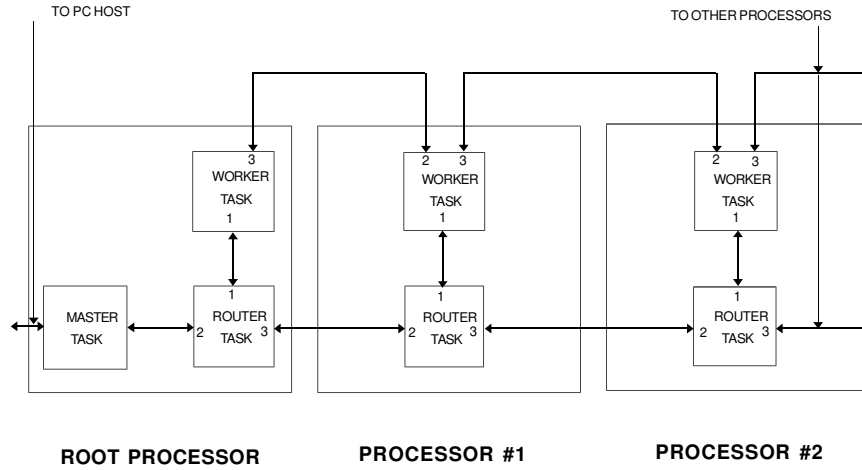 TO PC HOST
TO OTHER PROCESSORS
3
WORKER
TASK
1
2 3
WORKER
TASK
1
2 3
WORKER
TASK
1
MASTER
TASK
1
ROUTER
2 TASK 3
1
ROUTER
2 TASK 3
1
ROUTER
2 TASK 3
ROOT PROCESSOR
PROCESSOR #1
PROCESSOR #2